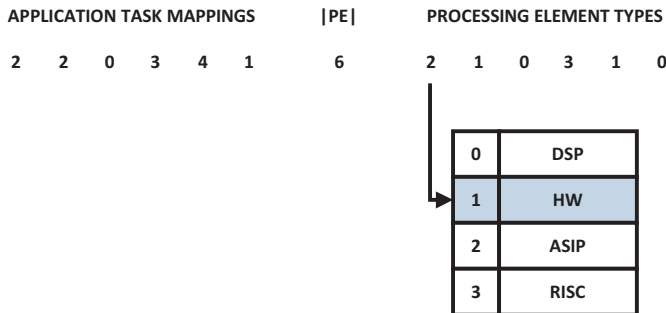 APPLICATION TASK MAPPINGS |PE| PROCESSING ELEMENT TYPES
2 2 0 3 4 1 6 2 1 0 3 1 0
0 DSP
1 HW
2 ASIP
3 RISC